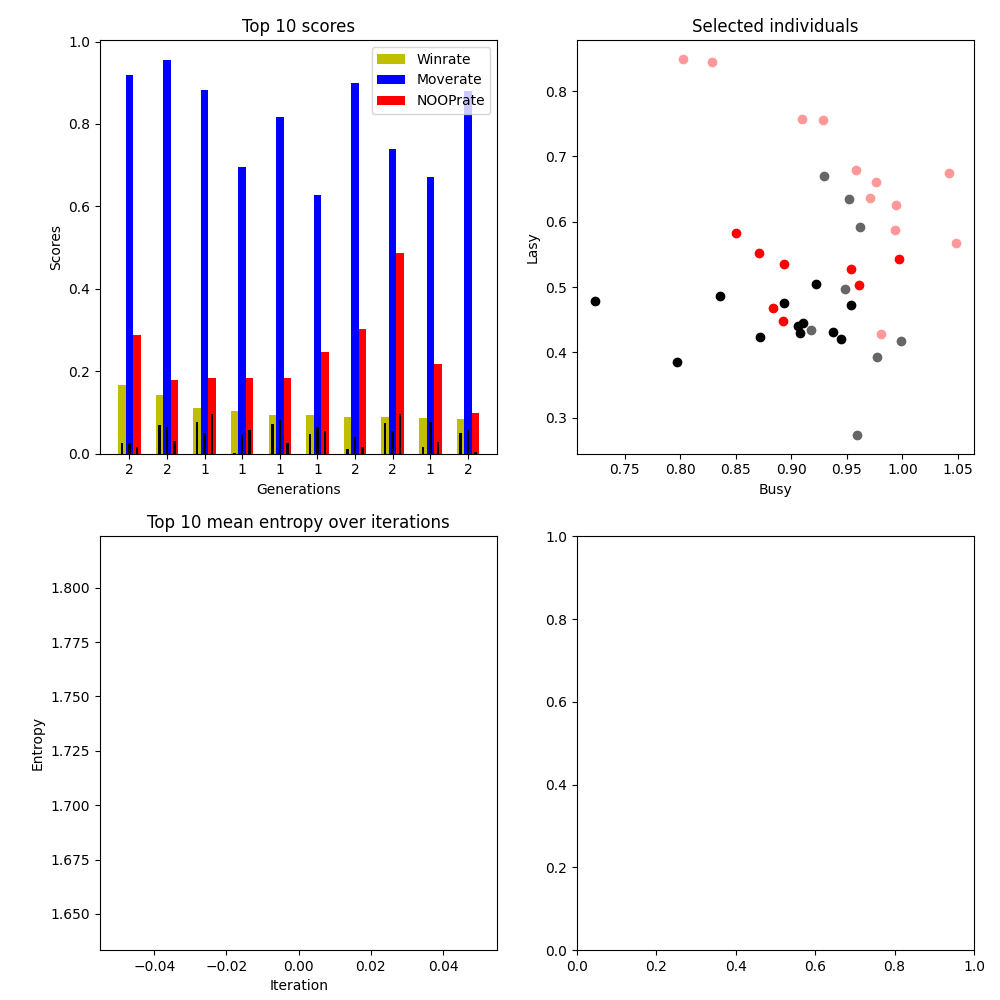 Top 10 scores
Scores
1.0
0.8
0.6
0.4
0.2
0.0
Winrate
Moverate
NOOPrate
2 2 1 1 1 1 2 2 1 2
Generations
Selected individuals
Lasy
0.8
0.7
0.6
0.5
0.4
0.3
0.75 0.80 0.85 0.90 0.95 1.00 1.05
Busy
Top 10 mean entropy over iterations
Entropy
1.800
1.775
1.750
1.725
1.700
1.675
1.650
−0.04 −0.02 0.00 0.02 0.04
Iteration
1.0
0.8
0.6
0.4
0.2
0.0
0.0 0.2 0.4 0.6 0.8 1.0